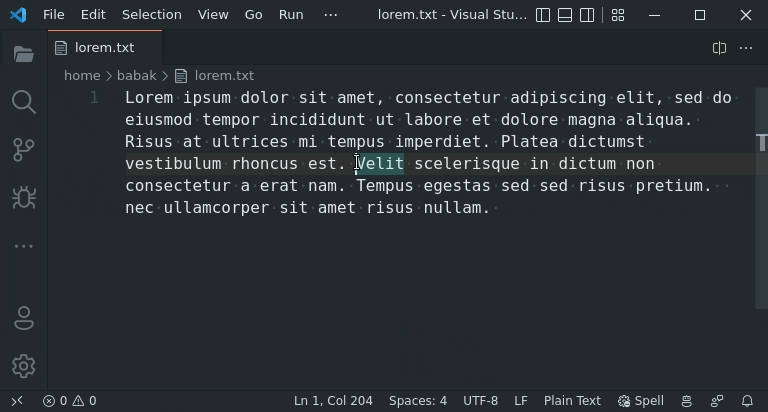 File Edit Selection View Go Run ··· lorem.txt - Visual Stu...
lorem.txt
home > babak > lorem.txt
1 Lorem ipsum dolor sit amet, consectetur adipiscing elit, sed do
eiusmod tempor incididunt ut labore et dolore magna aliqua.
Risus at ultrices mi tempus imperdiet. Platea dictumst
vestibulum rhoncus est. Velit scelerisque in dictum non
consectetur a erat nam. Tempus egestas sed sed risus pretium.
nec ullamcorper sit amet risus nullam.
0 0 Ln 1, Col 204 Spaces: 4 UTF-8 LF Plain Text Spell